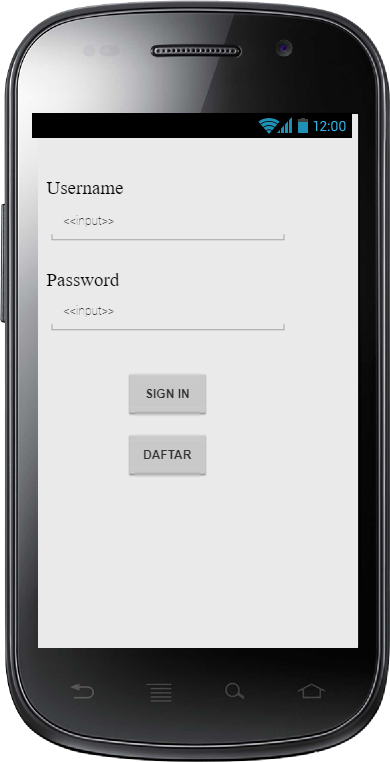 12:00
Username
<<input>>
Password
<<input>>
SIGN IN
DAFTAR